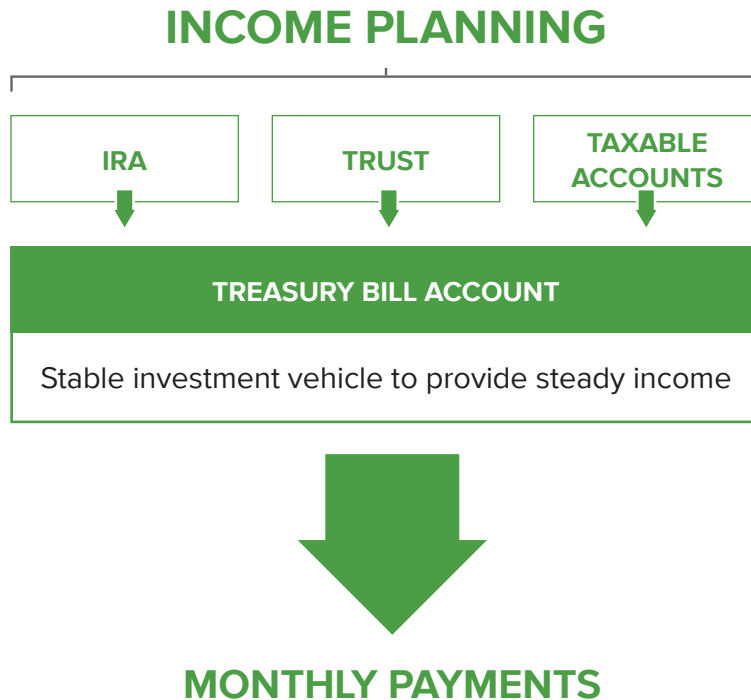 INCOME PLANNING
IRA
TRUST
TAXABLE
ACCOUNTS
TREASURY BILL ACCOUNT
Stable investment vehicle to provide steady income
MONTHLY PAYMENTS